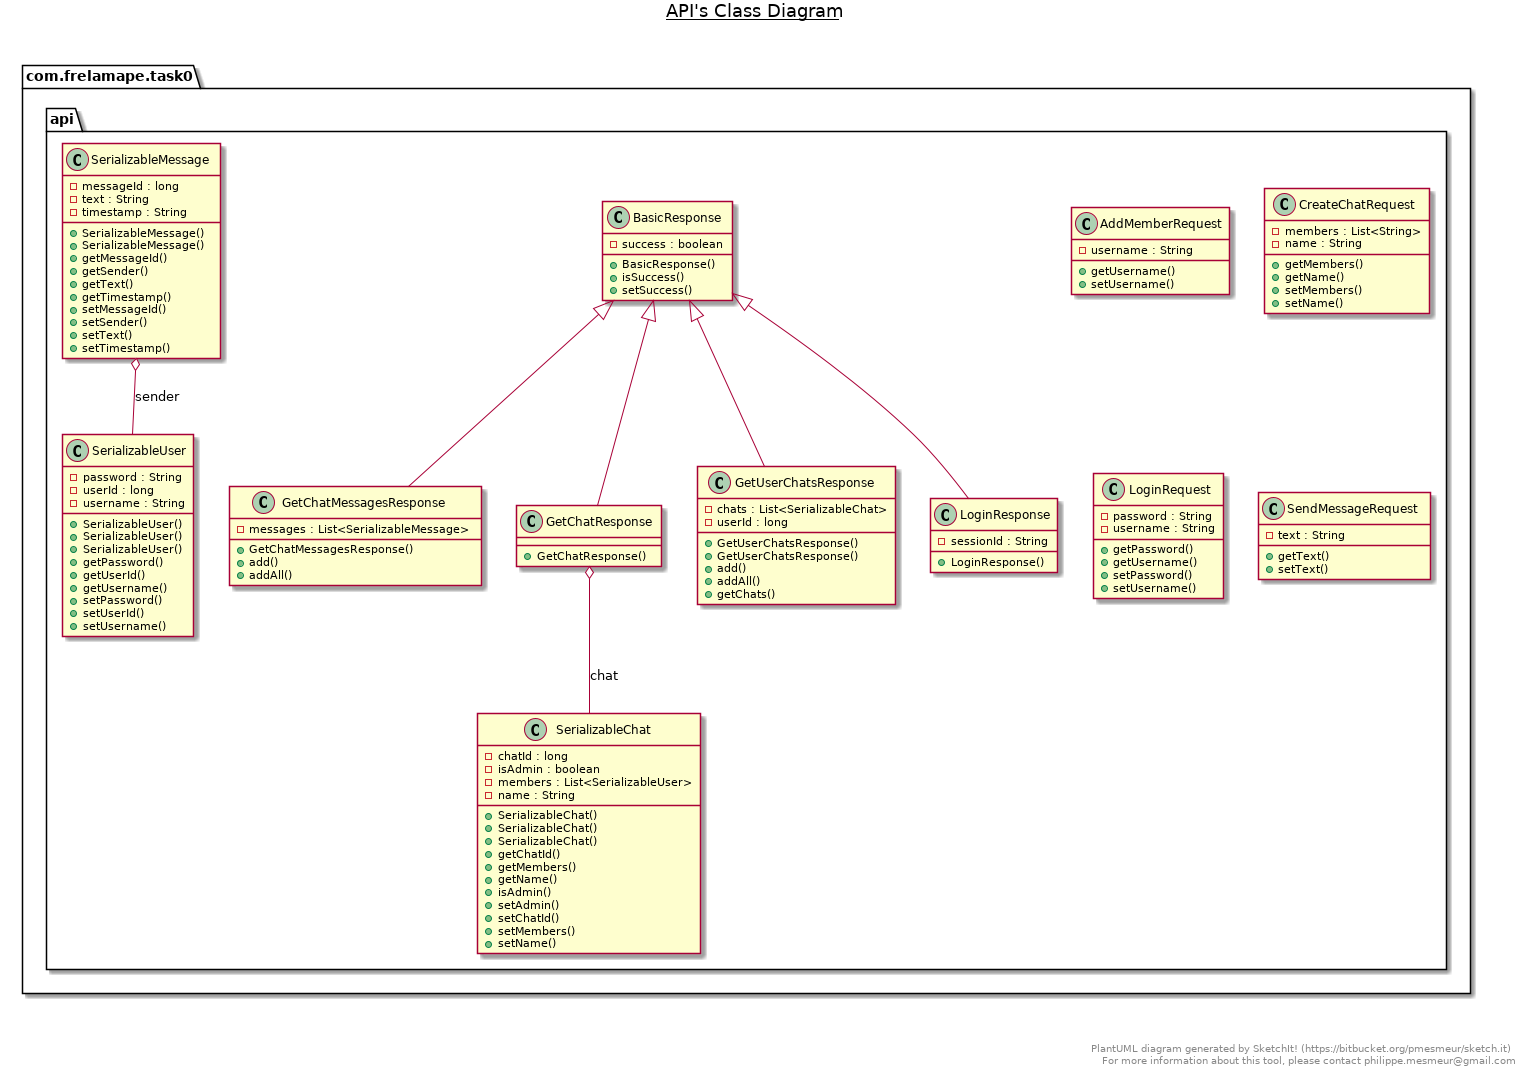 API's Class Diagram
com.frelamape.task0
api
C SerializableMessage
messageId : long
text : String
timestamp : String
SerializableMessage()
SerializableMessage()
getMessageId()
getSender()
getText()
getTimestamp()
setMessageId()
setSender()
setText()
setTimestamp()
C BasicResponse
success : boolean
BasicResponse()
isSuccess()
setSuccess()
C AddMemberRequest
username : String
getUsername()
setUsername()
C CreateChatRequest
members : List<String>
name : String
getMembers()
getName()
setMembers()
setName()
sender
C SerializableUser
password : String
userId : long
username : String
SerializableUser()
SerializableUser()
SerializableUser()
getPassword()
getUserId()
getUsername()
setPassword()
setUserId()
setUsername()
C GetChatMessagesResponse
messages : List<SerializableMessage>
GetChatMessagesResponse()
add()
addAll()
C GetChatResponse
GetChatResponse()
C GetUserChatsResponse
chats : List<SerializableChat>
userId : long
GetUserChatsResponse()
GetUserChatsResponse()
add()
addAll()
getChats()
C LoginResponse
sessionId : String
LoginResponse()
C LoginRequest
password : String
username : String
getPassword()
getUsername()
setPassword()
setUsername()
C SendMessageRequest
text : String
getText()
setText()
chat
C SerializableChat
chatId : long
isAdmin : boolean
members : List<SerializableUser>
name : String
SerializableChat()
SerializableChat()
SerializableChat()
getChatId()
getMembers()
getName()
isAdmin()
setAdmin()
setChatId()
setMembers()
setName()
PlantUML diagram generated by SketchIt! (https://bitbucket.org/pmesmeur/sketch.it)
For more information about this tool, please contact philippe.mesmeur@gmail.com